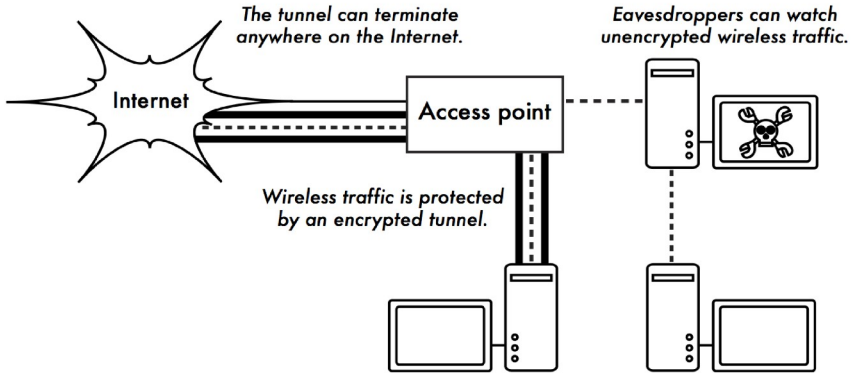 The tunnel can terminate
anywhere on the Internet.
Eavesdroppers can watch
unencrypted wireless traffic.
Internet
Access point
Wireless traffic is protected
by an encrypted tunnel.